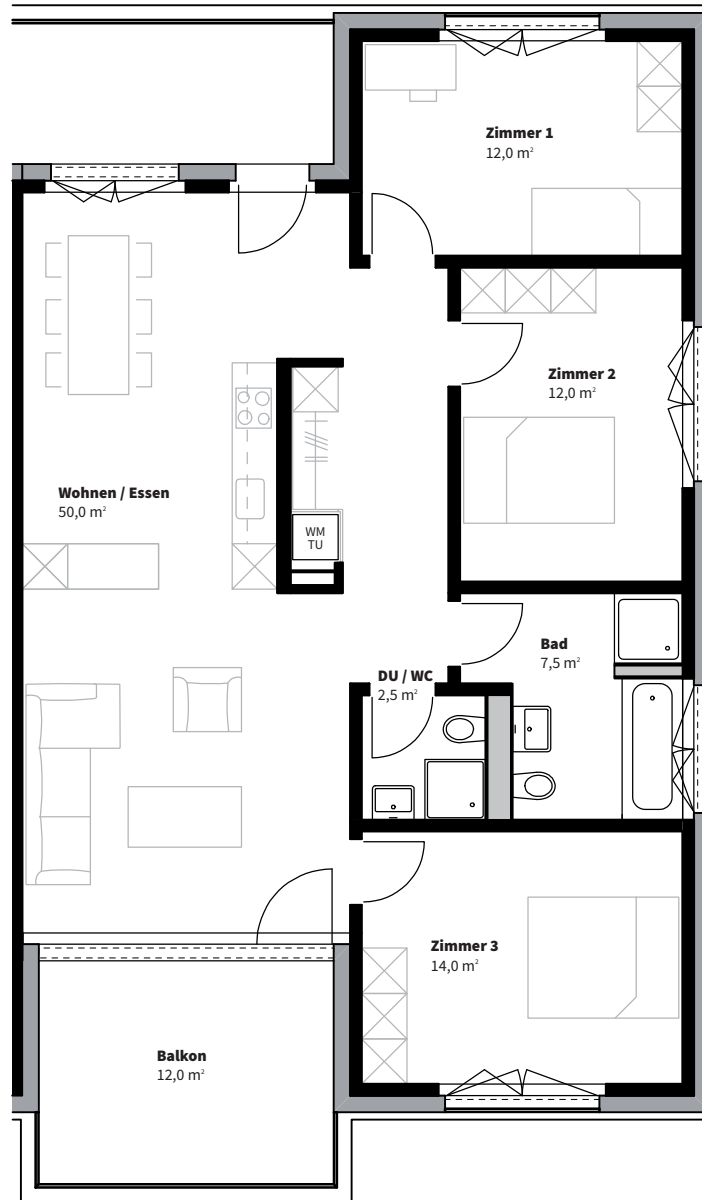 Zimmer 1
12,0 m²
Zimmer 2
12,0 m²
Wohnen / Essen
50,0 m²
WM
TU
Bad
7,5 m²
DU / WC
2,5 m²
Zimmer 3
14,0 m²
Balkon
12,0 m²